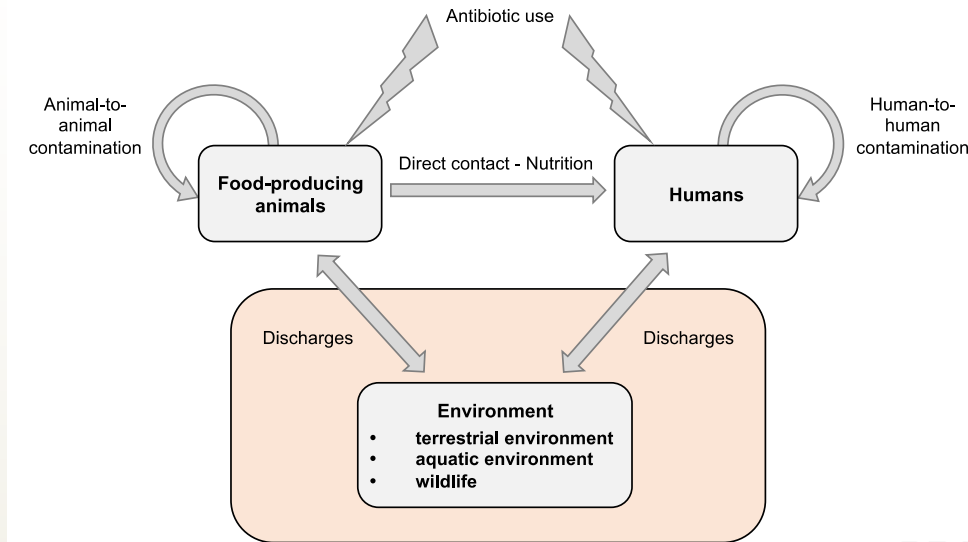 Antibiotic use
Animal-to-
animal
contamination
Human-to-
human
contamination
Direct contact - Nutrition
Food-producing
animals
Humans
Discharges
Discharges
Environment
• terrestrial environment
• aquatic environment
• wildlife